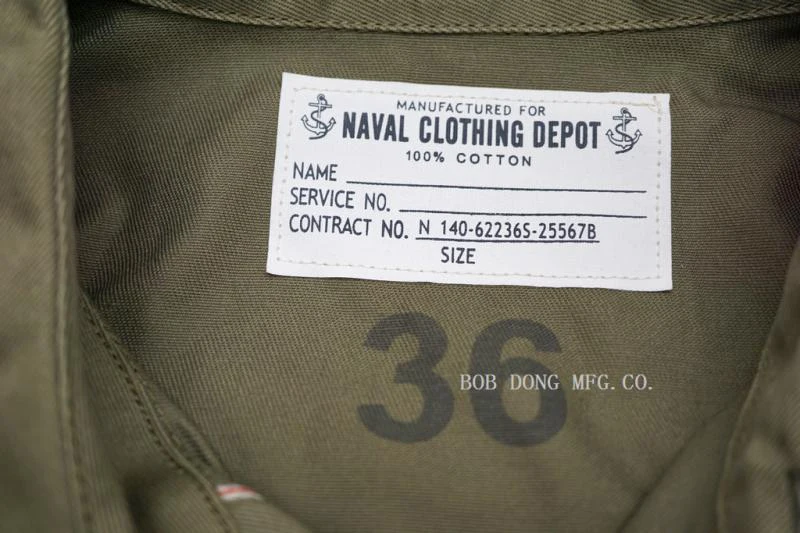 MANUFACTURED FOR
NAVAL CLOTHING DEPOT
100% COTTON
NAME
SERVICE NO.
CONTRACT NO. N 140-62236S-25567B
SIZE
36
BOB DONG MFG.CO.